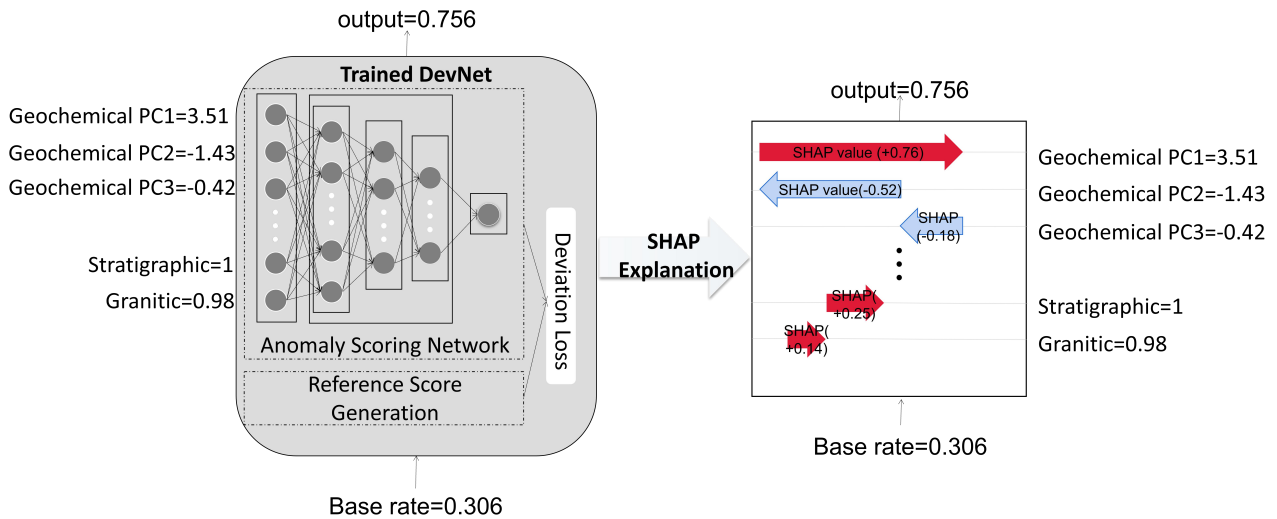 output=0.756
Trained DevNet
Geochemical PC1=3.51
Geochemical PC2=-1.43
Geochemical PC3=-0.42
Stratigraphic=1
Granitic=0.98
Anomaly Scoring Network
Reference Score
Generation
Deviation Loss
Base rate=0.306
SHAP
Explanation
output=0.756
SHAP value (+0.76)
SHAP value(-0.52)
SHAP
(-0.18)
SHAP(
+0.25)
SHAP(
+0.14)
Geochemical PC1=3.51
Geochemical PC2=-1.43
Geochemical PC3=-0.42
Stratigraphic=1
Granitic=0.98
Base rate=0.306